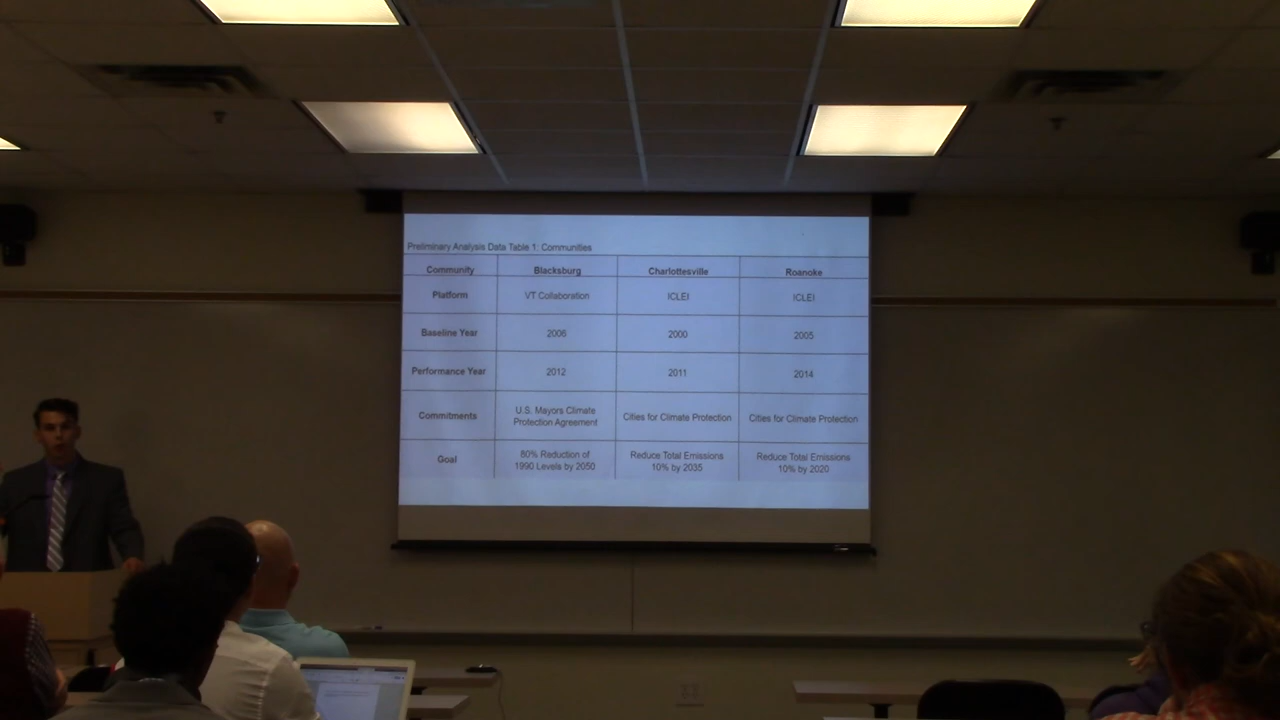 Preliminary Analysis Data Table 1: Communities
Community Blacksburg Charlottesville Roanoke
Platform VT Collaboration ICLEI ICLEI
Baseline Year 2006 2000 2005
Performance Year 2012 2011 2014
Commitments U.S. Mayors Climate Protection Agreement Cities for Climate Protection Cities for Climate Protection
Goal 80% Reduction of 1990 Levels by 2050 Reduce Total Emissions 10% by 2035 Reduce Total Emissions 10% by 2020